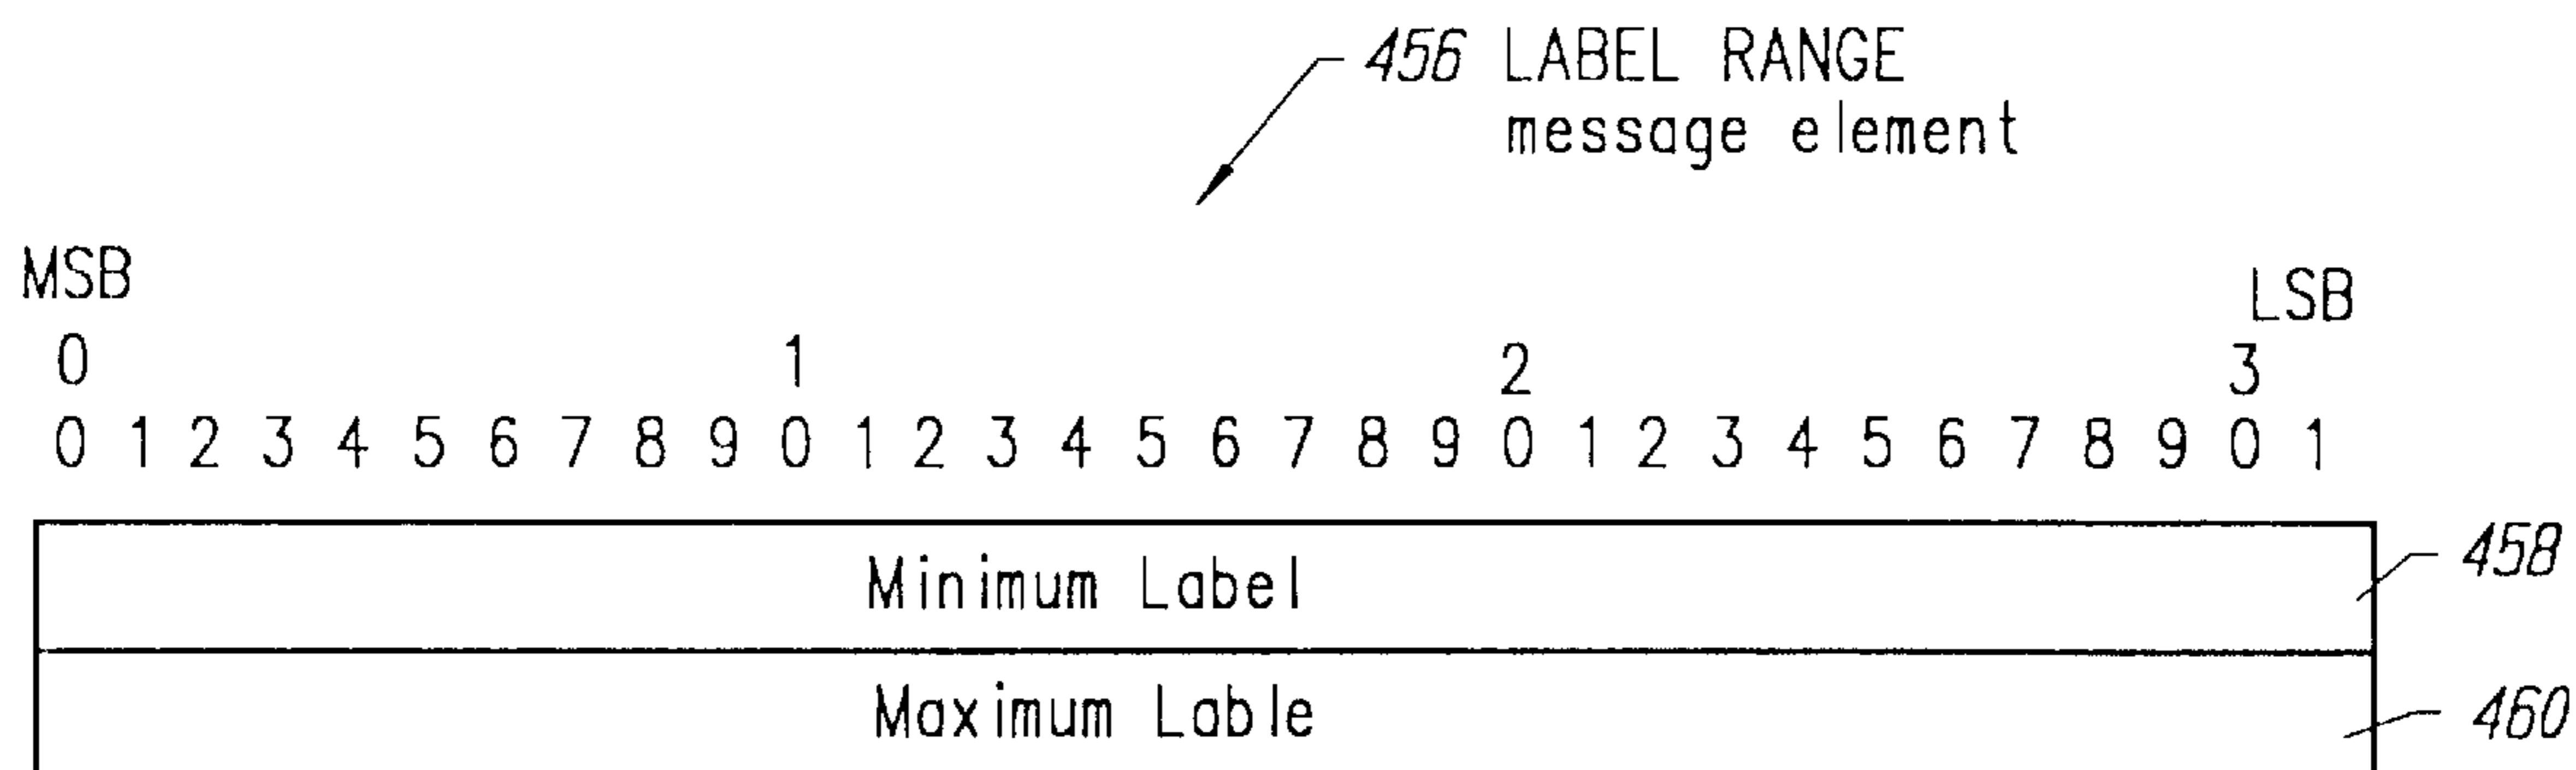 456 LABEL RANGE
message element
MSB
LSB
0 1 2 3
0 1 2 3 4 5 6 7 8 9 0 1 2 3 4 5 6 7 8 9 0 1 2 3 4 5 6 7 8 9 0 1
Minimum Label 458
Maximum Lable 460